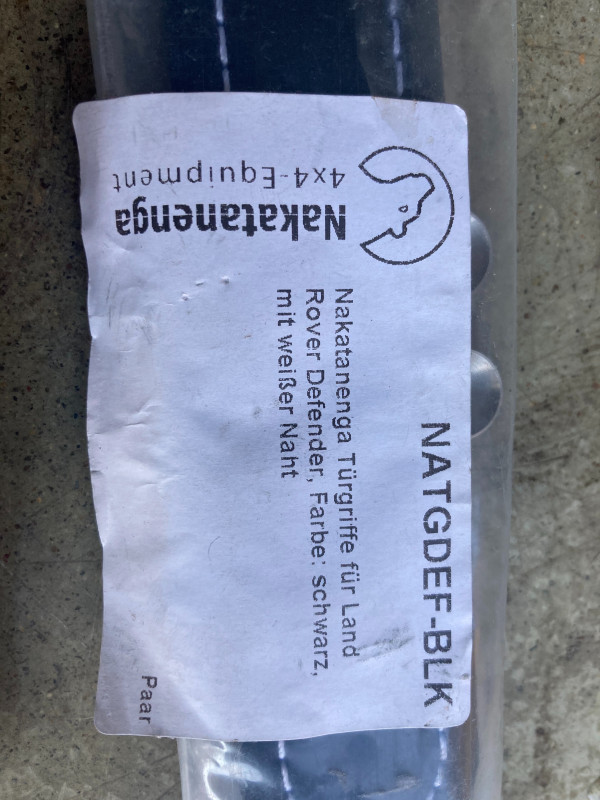 NATGDEF-BLK
Nakatanenga Türgriffe für Land
Rover Defender, Farbe: schwarz,
mit weißer Naht
Paar
Nakatanenga
4x4-Equipment